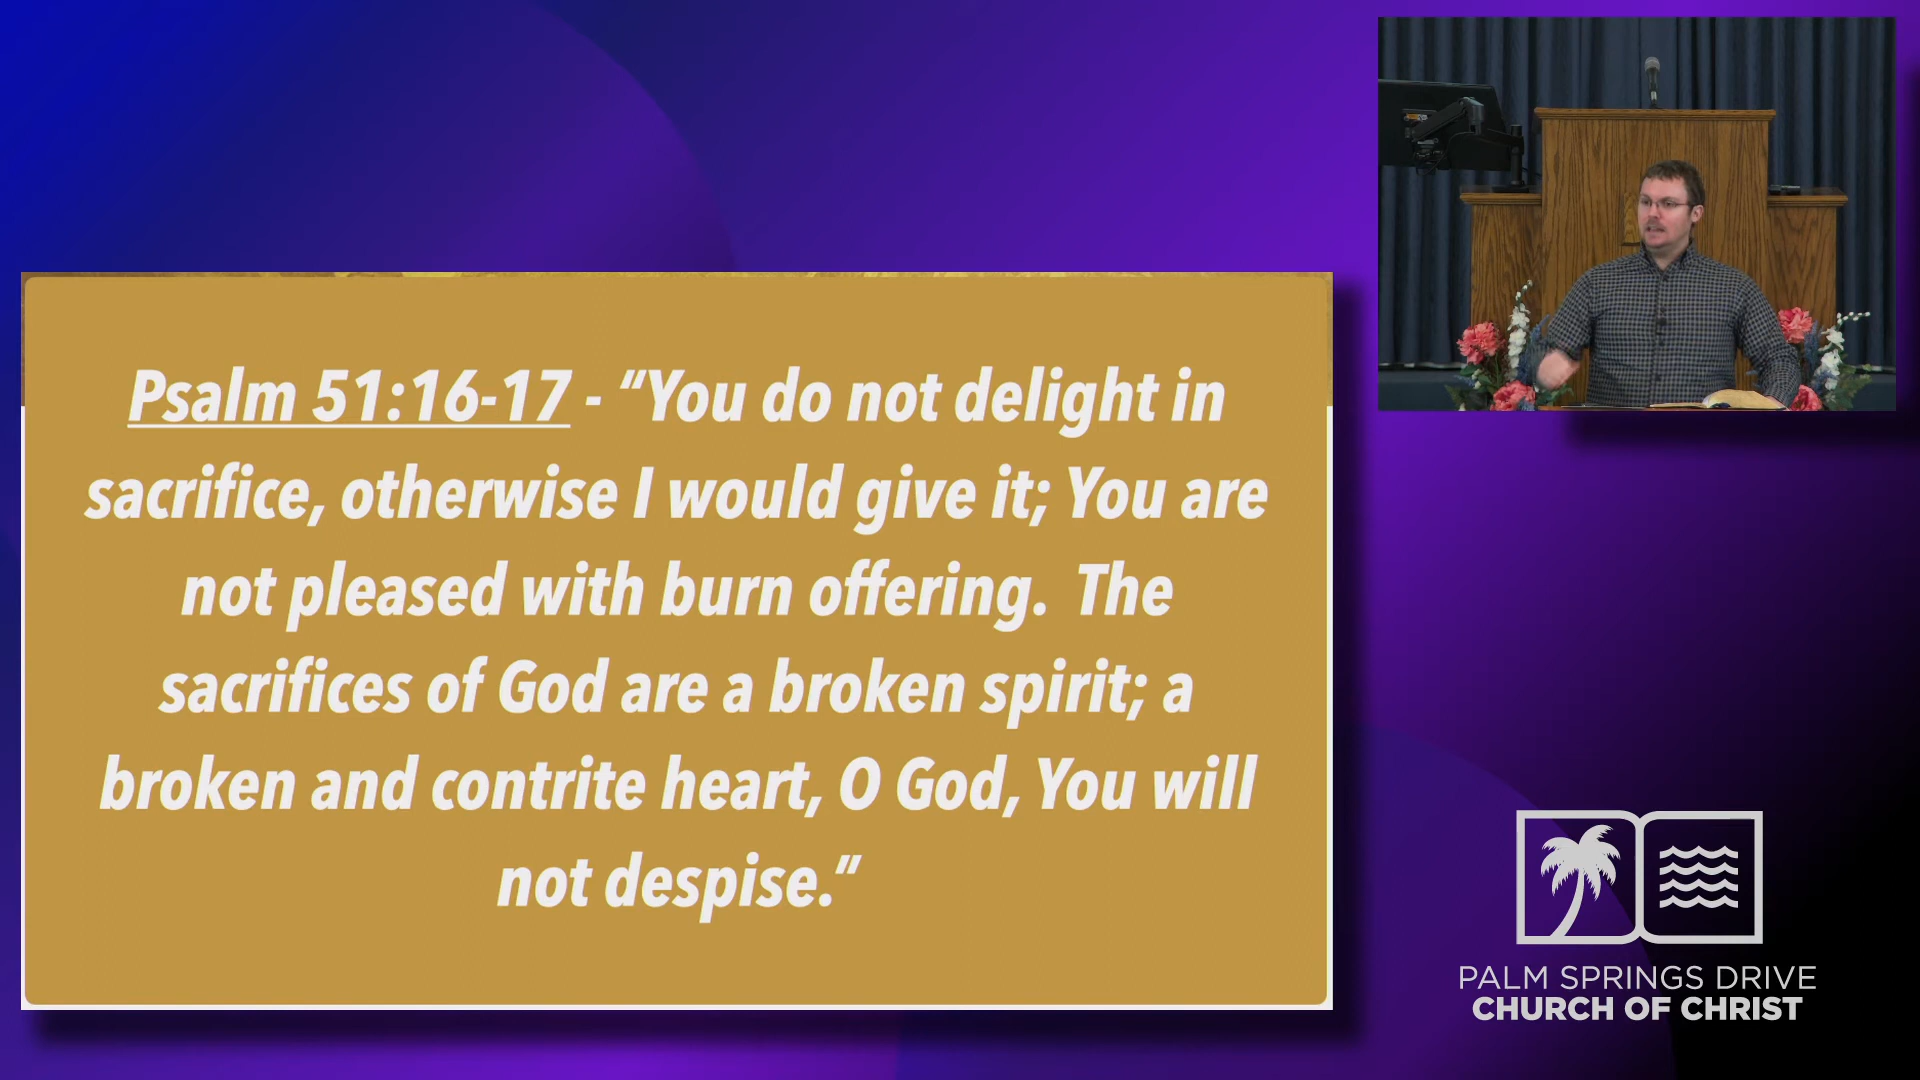 Psalm 51:16-17 - “You do not delight in
sacrifice, otherwise I would give it; You are
not pleased with burn offering. The
sacrifices of God are a broken spirit; a
broken and contrite heart, O God, You will
not despise.”
PALM SPRINGS DRIVE
CHURCH OF CHRIST